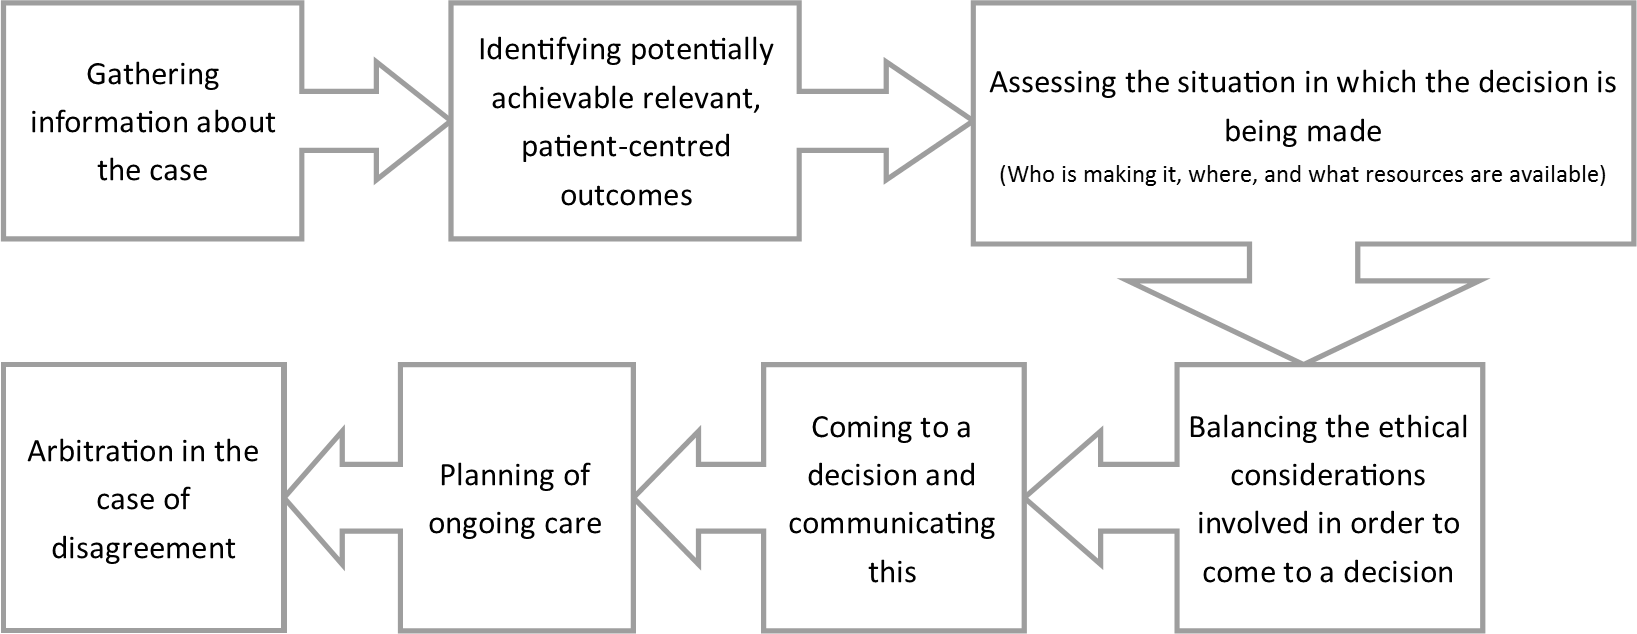 Gathering
information about
the case
Identifying potentially
achievable relevant,
patient-centred
outcomes
Assessing the situation in which the decision is
being made
(Who is making it, where, and what resources are available)
Balancing the ethical
considerations
involved in order to
come to a decision
Coming to a
decision and
communicating
this
Planning of
ongoing care
Arbitration in the
case of
disagreement